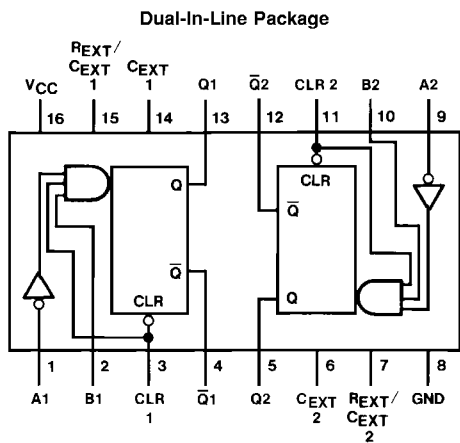 Dual-In-Line Package
REXT/ CEXT 1
CEXT 1
VCC
Q1
Q̅2
CLR 2
B2
A2
16 15 14 13 12 11 10 9
Q
CLR
Q̅
Q̅
CLR
Q
1 2 3 4 5 6 7 8
A1
B1
CLR 1
Q̅1
Q2
CEXT 2
REXT/ CEXT 2
GND